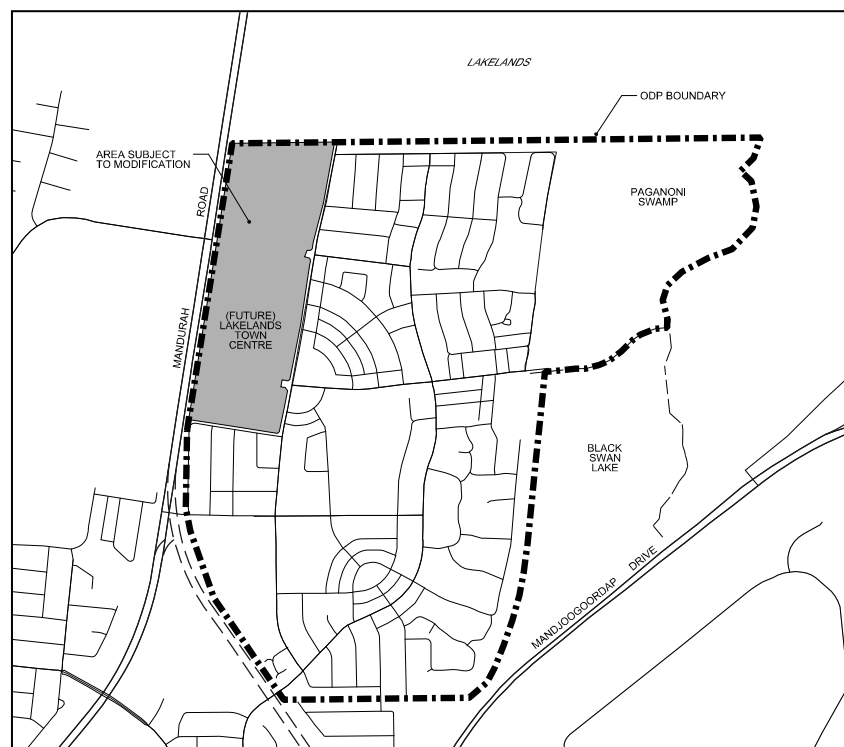 LAKELANDS
ODP BOUNDARY
AREA SUBJECT
TO MODIFICATION
PAGANONI
SWAMP
ROAD
(FUTURE)
LAKELANDS
TOWN
CENTRE
MANDURAH
BLACK
SWAN
LAKE
MANDJOOGOORDAP DRIVE